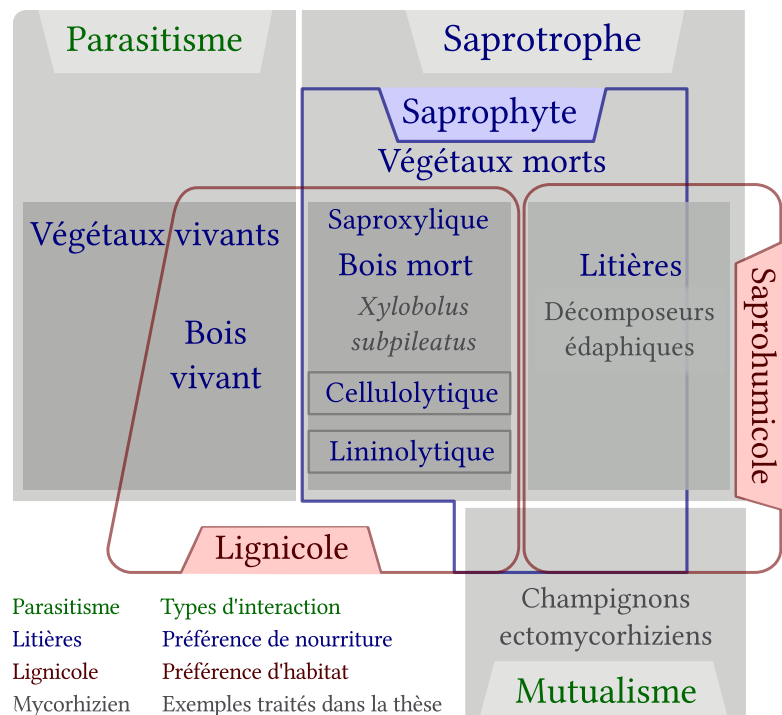 Parasitisme
Saprotrophe
Saprophyte
Végétaux morts
Végétaux vivants
Bois
vivant
Saproxylique
Bois mort
Xylobolus
subpileatus
Cellulolytique
Lininolytique
Litières
Décomposeurs
édaphiques
Saprohumicole
Lignicole
Champignons
ectomycorhiziens
Mutualisme
Parasitisme Types d'interaction
Litières Préférence de nourriture
Lignicole Préférence d'habitat
Mycorhizien Exemples traités dans la thèse